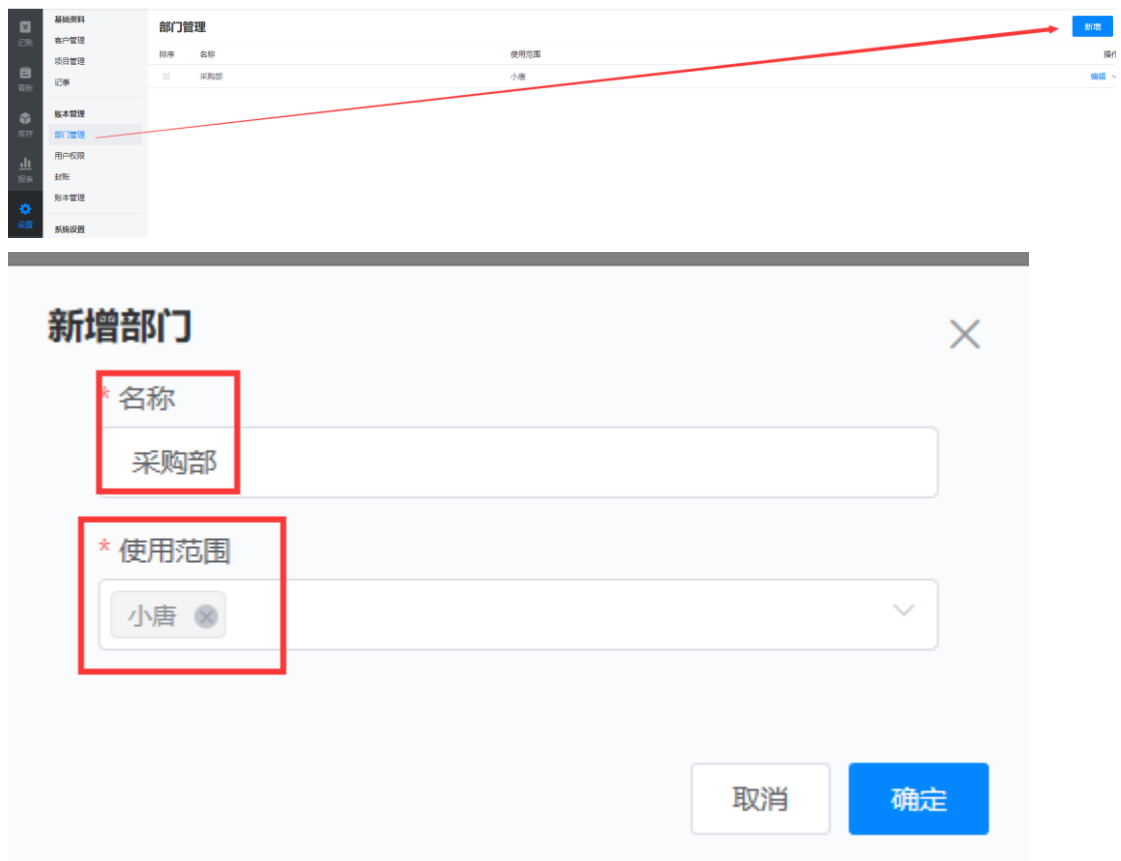 记账
看账
库存
报表
设置
基础资料
客户管理
项目管理
记事
账本管理
部门管理
用户权限
封账
账本管理
系统设置
部门管理
新增
排序 名称 使用范围 操作
采购部 小唐 编辑
新增部门
* 名称
采购部
* 使用范围
小唐
取消 确定